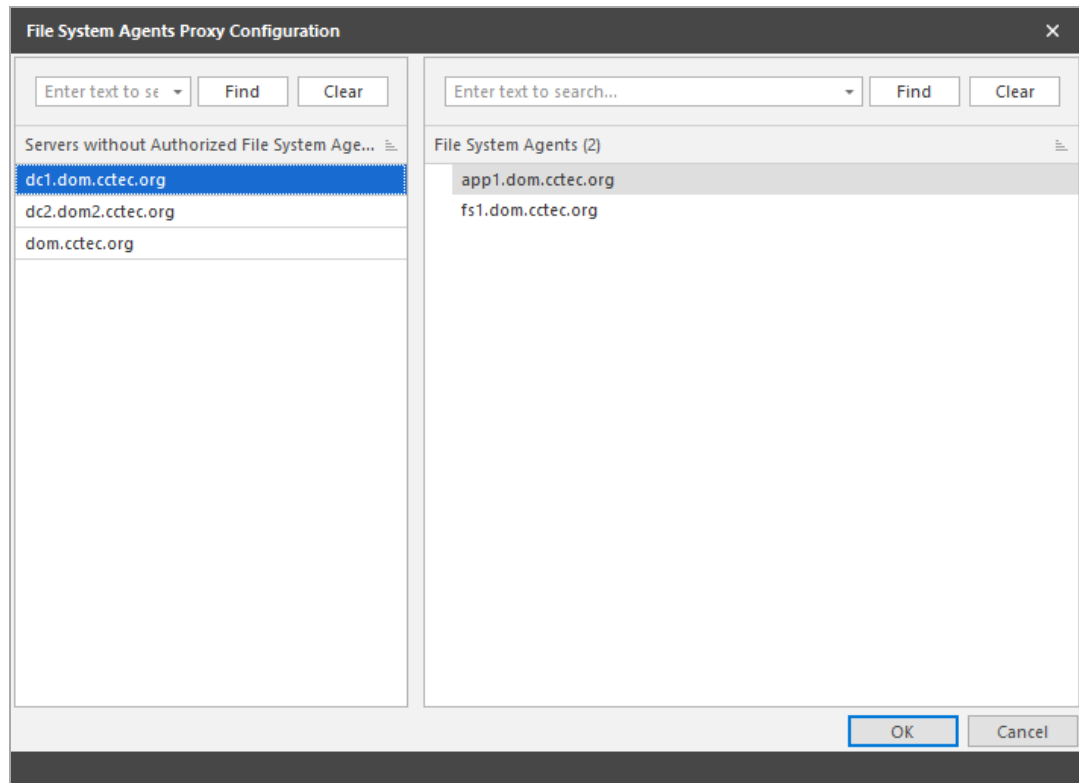 File System Agents Proxy Configuration
Enter text to se Find Clear
Servers without Authorized File System Age...
dc1.dom.cctec.org
dc2.dom2.cctec.org
dom.cctec.org
Enter text to search... Find Clear
File System Agents (2)
app1.dom.cctec.org
fs1.dom.cctec.org
OK Cancel